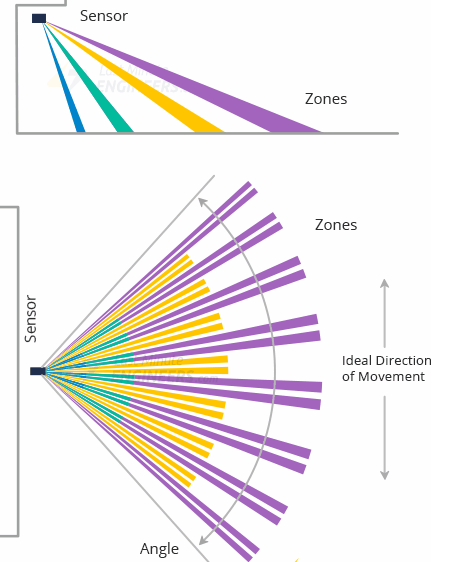 Sensor
Zones
Zones
Sensor
Ideal Direction
of Movement
Angle